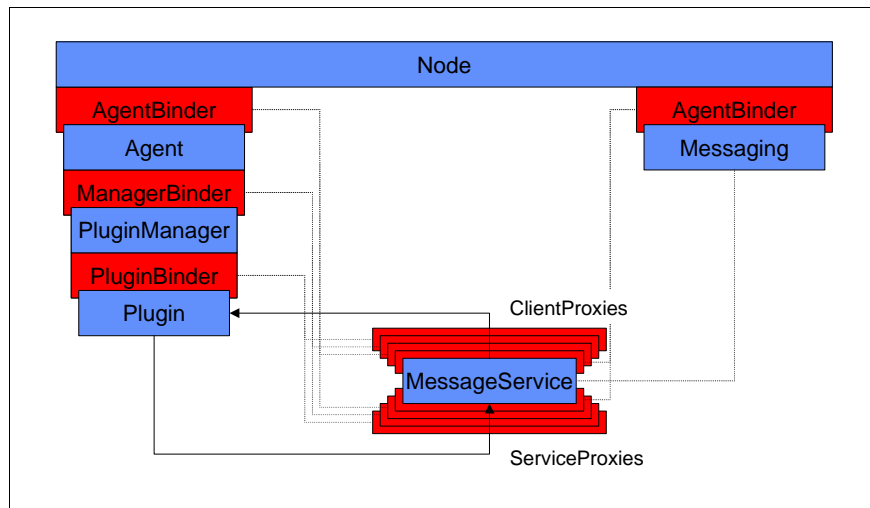 Node
AgentBinder
AgentBinder
Agent
Messaging
ManagerBinder
PluginManager
PluginBinder
Plugin
ClientProxies
MessageService
ServiceProxies